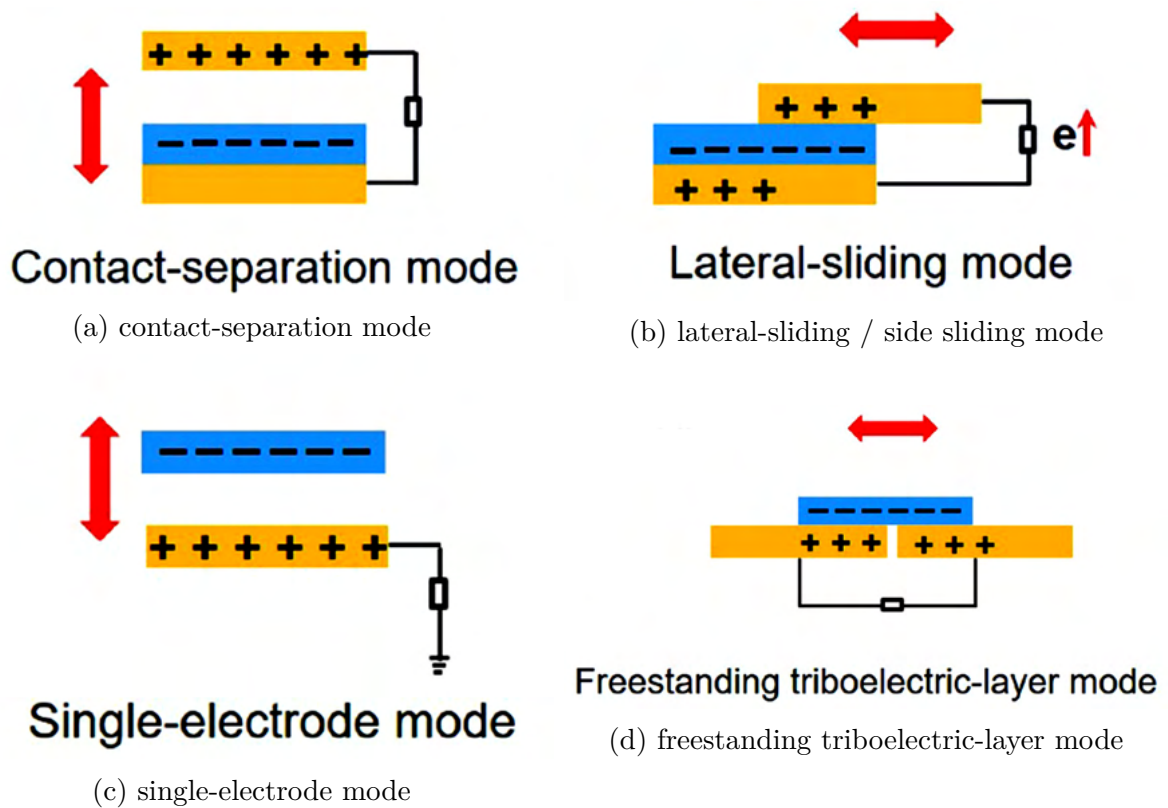 + + + + + +
− − − − − −
Contact-separation mode
(a) contact-separation mode
+ + +
− − − − − −
+ + +
e
Lateral-sliding mode
(b) lateral-sliding / side sliding mode
− − − − − −
+ + + + + +
Single-electrode mode
(c) single-electrode mode
− − − − − −
+ + + + + +
Freestanding triboelectric-layer mode
(d) freestanding triboelectric-layer mode